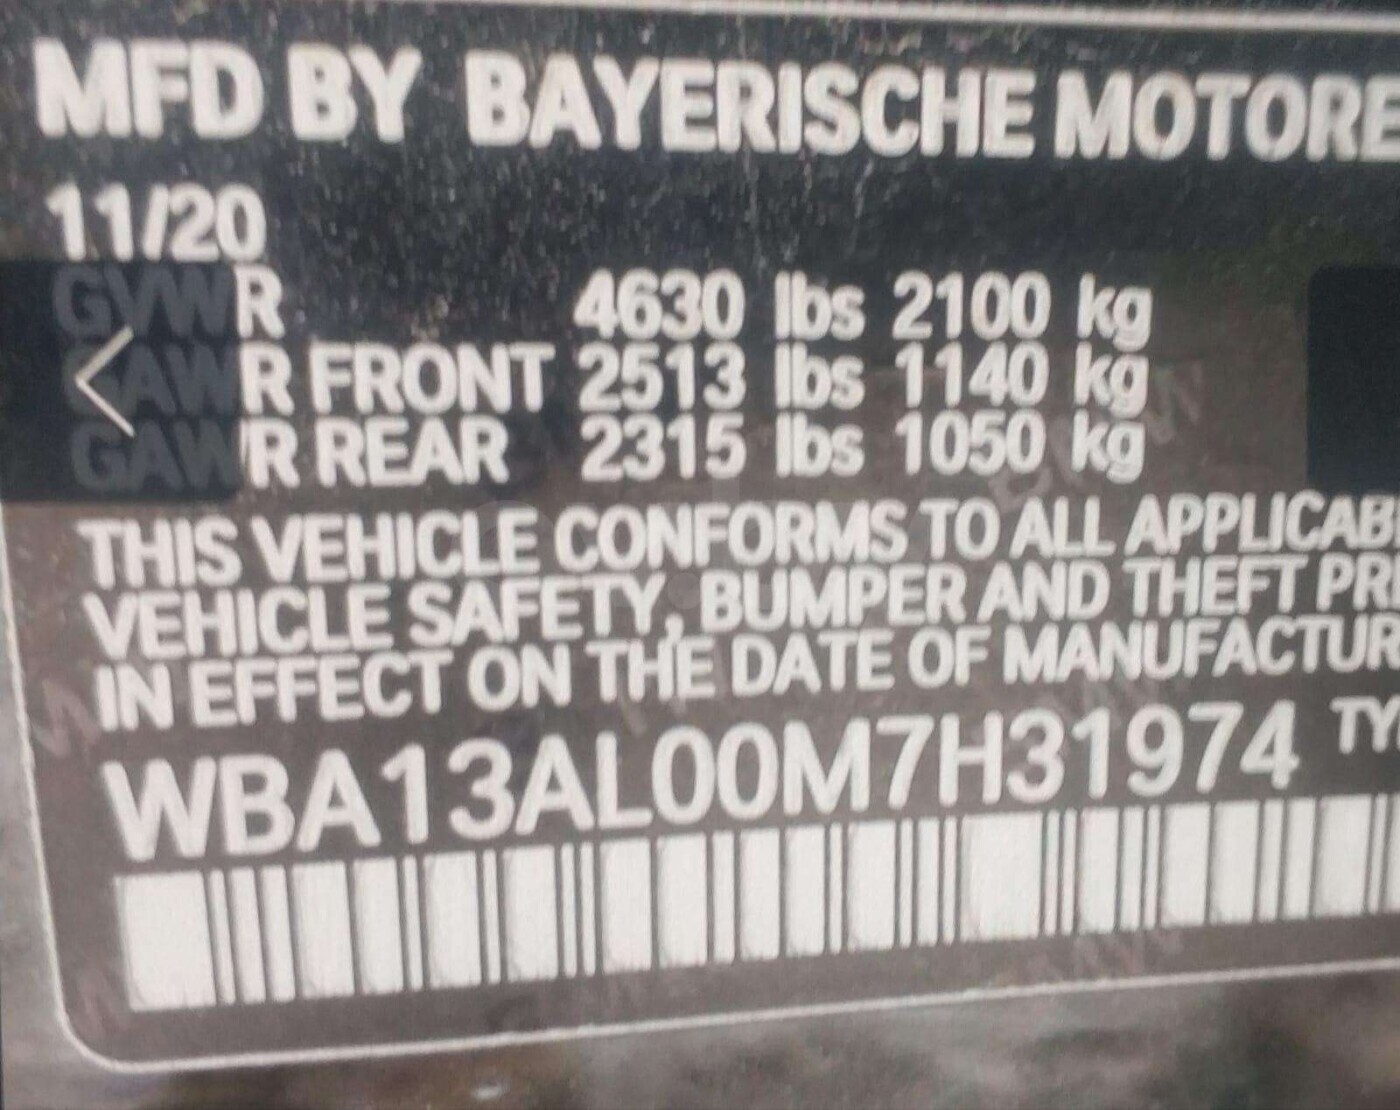 MFD BY BAYERISCHE MOTORE
11/20
GVWR 4630 lbs 2100 kg
GAWR FRONT 2513 lbs 1140 kg
GAWR REAR 2315 lbs 1050 kg
THIS VEHICLE CONFORMS TO ALL APPLICAB
VEHICLE SAFETY, BUMPER AND THEFT PR
IN EFFECT ON THE DATE OF MANUFACTUR
WBA13AL00M7H31974 TY